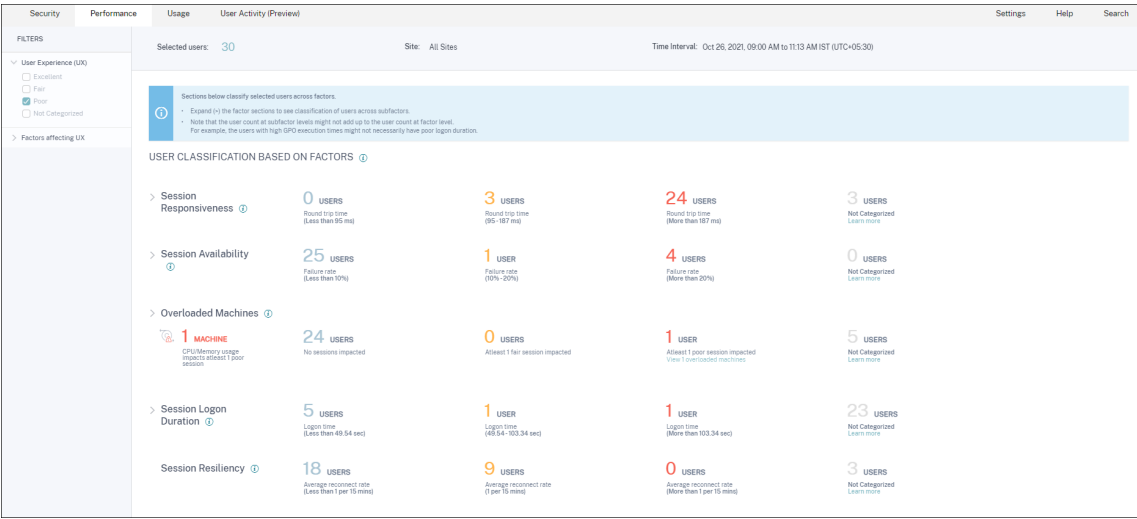 Security Performance Usage User Activity (Preview) Settings Help Search
FILTERS
User Experience (UX)
Excellent
Fair
Poor
Not Categorized
Factors affecting UX
Selected users: 30 Site: All Sites Time Interval: Oct 26, 2021, 09:00 AM to 11:13 AM IST (UTC+05:30)
Sections below classify selected users across factors.
• Expand (+) the factor sections to see classification of users across subfactors.
• Note that the user count at subfactor levels might not add up to the user count at factor level.
For example, the users with high GPO execution times might not necessarily have poor logon duration.
USER CLASSIFICATION BASED ON FACTORS
Session Responsiveness
0 USERS
Round trip time
(Less than 95 ms)
3 USERS
Round trip time
(95 - 187 ms)
24 USERS
Round trip time
(More than 187 ms)
3 USERS
Not Categorized
Learn more
Session Availability
25 USERS
Failure rate
(Less than 10%)
1 USER
Failure rate
(10% - 20%)
4 USERS
Failure rate
(More than 20%)
0 USERS
Not Categorized
Learn more
Overloaded Machines
1 MACHINE
CPU/Memory usage
impacts atleast 1 poor
session
24 USERS
No sessions impacted
0 USERS
Atleast 1 fair session impacted
1 USER
Atleast 1 poor session impacted
View 1 overloaded machines
5 USERS
Not Categorized
Learn more
Session Logon
Duration
5 USERS
Logon time
(Less than 49.54 sec)
1 USER
Logon time
(49.54 - 103.34 sec)
1 USER
Logon time
(More than 103.34 sec)
23 USERS
Not Categorized
Learn more
Session Resiliency
18 USERS
Average reconnect rate
(Less than 1 per 15 mins)
9 USERS
Average reconnect rate
(1 per 15 mins)
0 USERS
Average reconnect rate
(More than 1 per 15 mins)
3 USERS
Not Categorized
Learn more